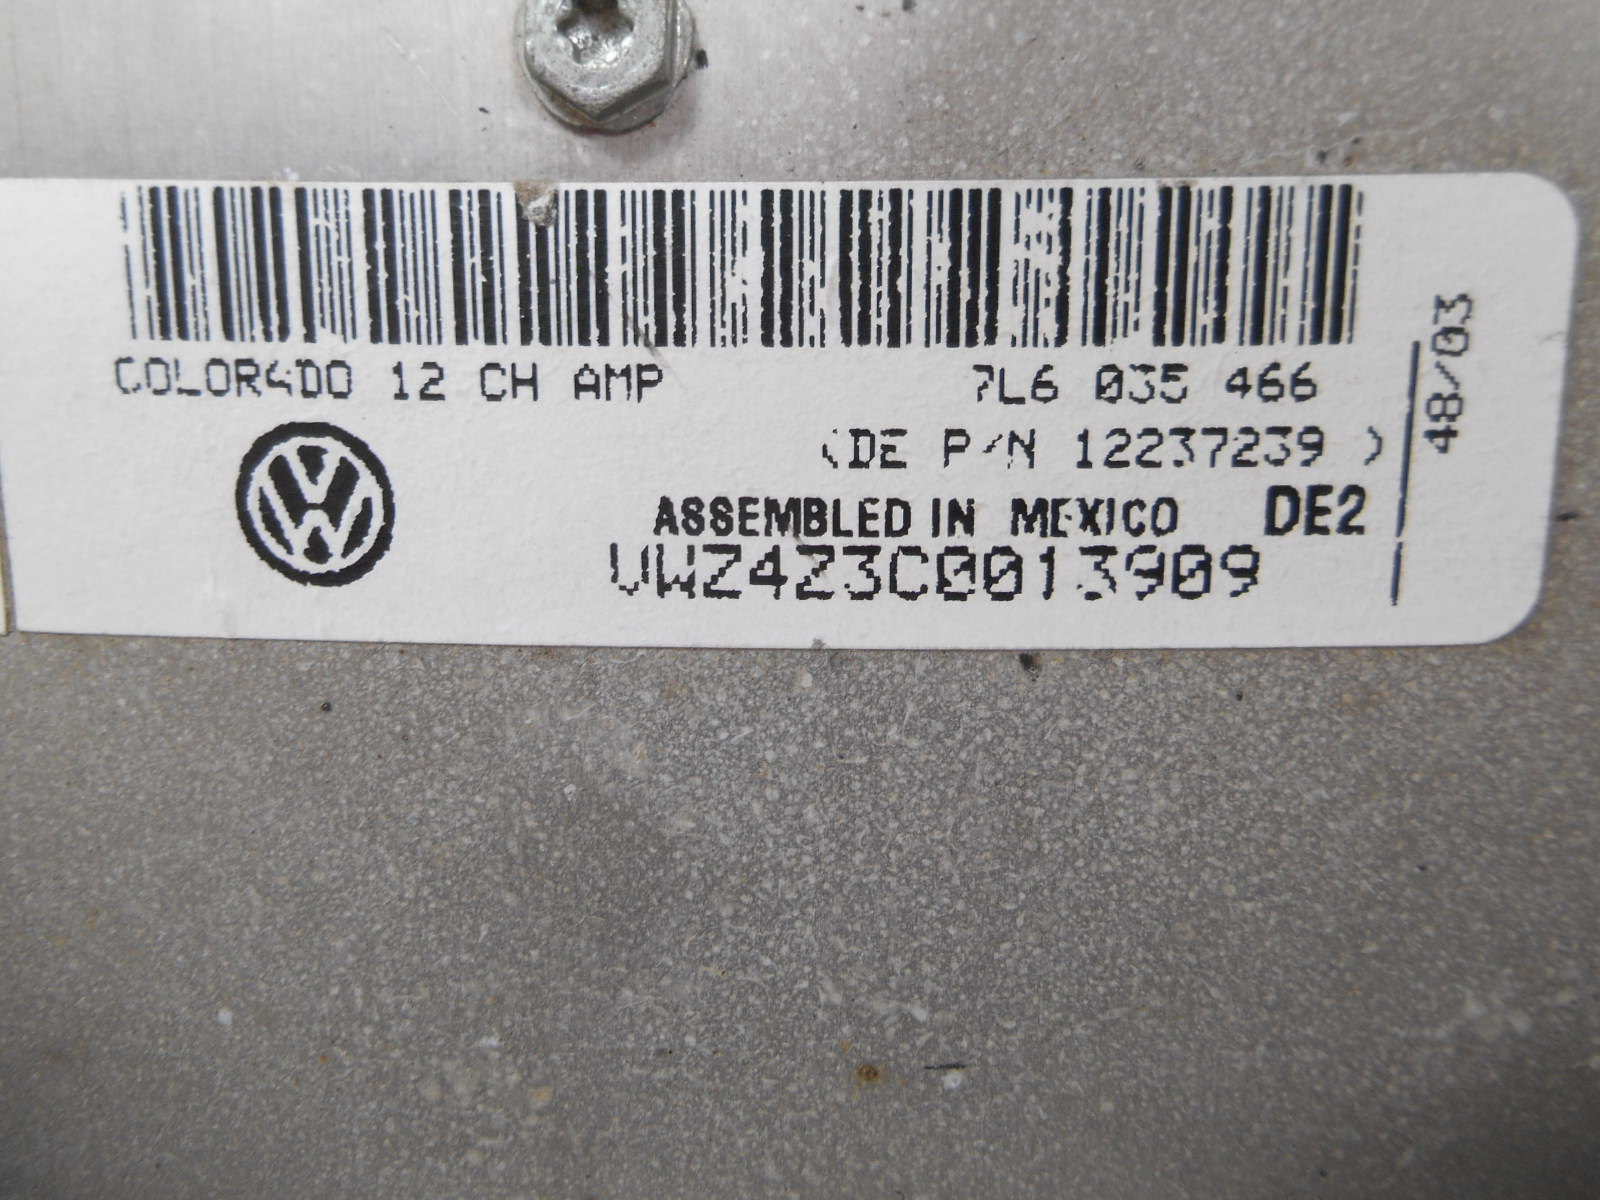 COLORADO 12 CH AMP 7L6 035 466
(DE P/N 12237239 )
ASSEMBLED IN MEXICO DE2
VWZ4Z3C0013909
48/03